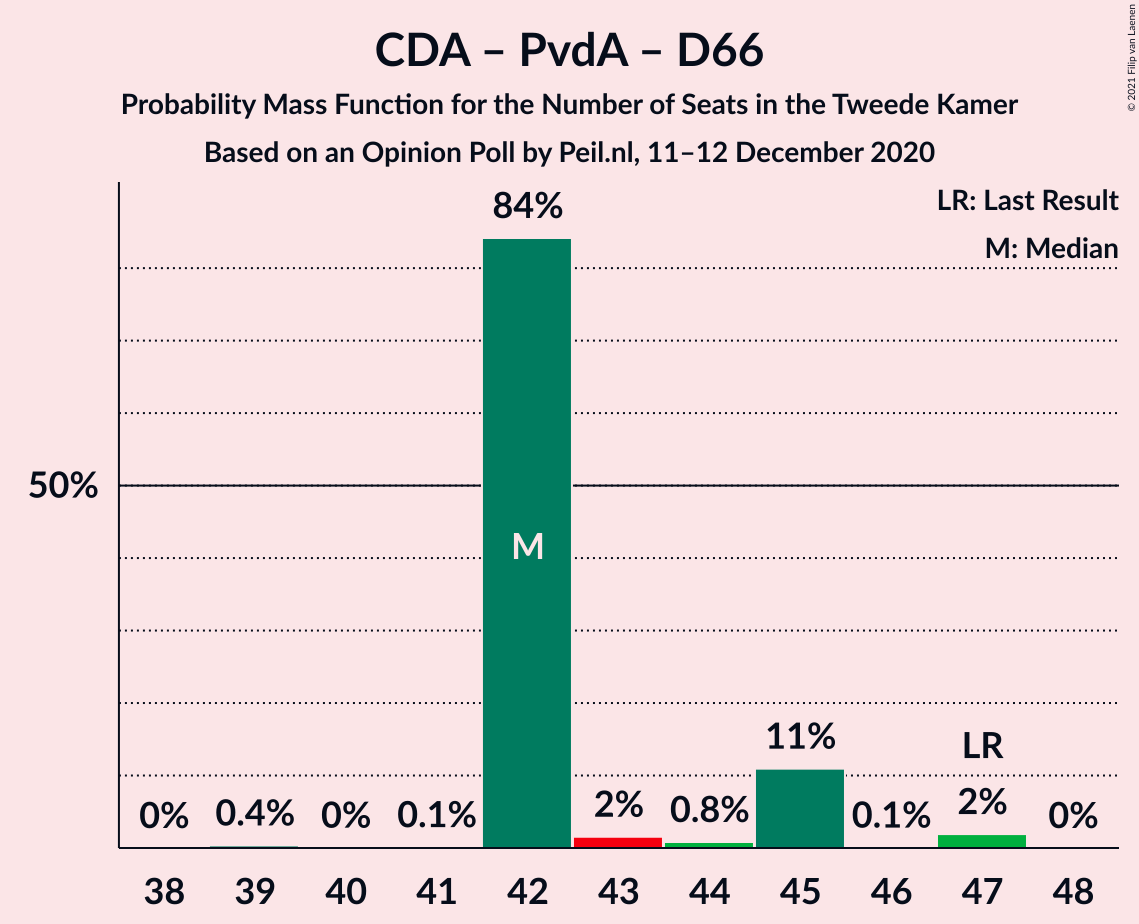 CDA – PvdA – D66
Probability Mass Function for the Number of Seats in the Tweede Kamer
Based on an Opinion Poll by Peil.nl, 11–12 December 2020
© 2021 Filip van Laenen
LR: Last Result
M: Median
84%
50%
M
11%
LR
0% 0.4% 0% 0.1% 2% 0.8% 0.1% 2% 0%
38 39 40 41 42 43 44 45 46 47 48